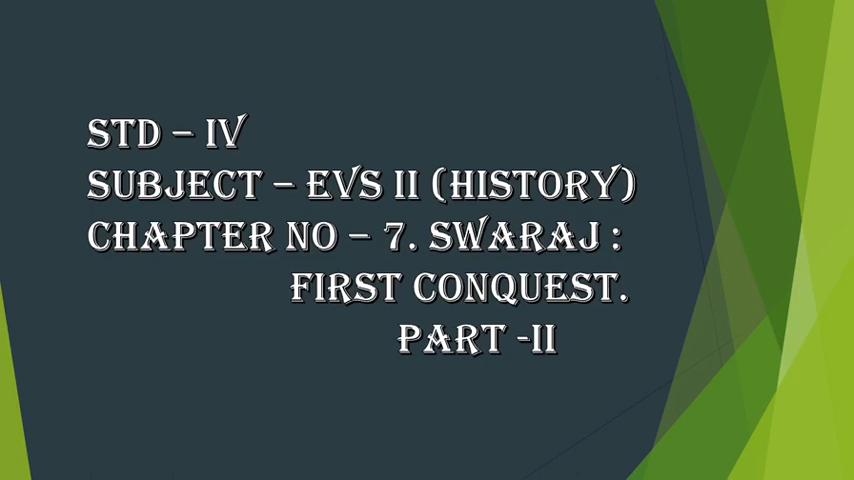 STD – IV
SUBJECT – EVS II (HISTORY)
CHAPTER NO – 7. SWARAJ :
FIRST CONQUEST.
PART -II